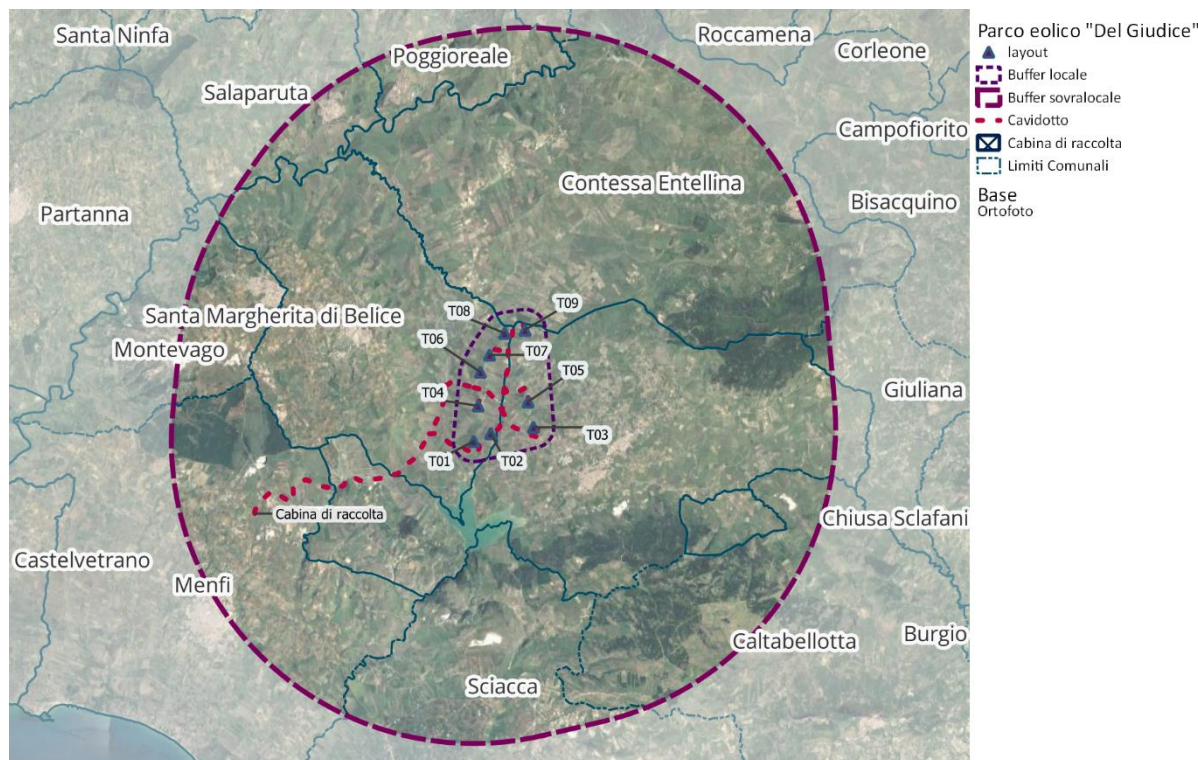 Santa Ninfa
Poggioreale
Roccamena
Corleone
Salaparuta
Campofiorito
Contessa Entellina
Partanna
Bisacquino
Santa Margherita di Belice
Montevago
T08
T09
T06
T07
T04
T05
Giuliana
T03
T01
T02
Cabina di raccolta
Chiusa Sclafani
Castelvetrano
Menfi
Caltabellotta
Burgio
Sciacca
Parco eolico "Del Giudice"
layout
Buffer locale
Buffer sovralocale
Cavidotto
Cabina di raccolta
Limiti Comunali
Base
Ortofoto